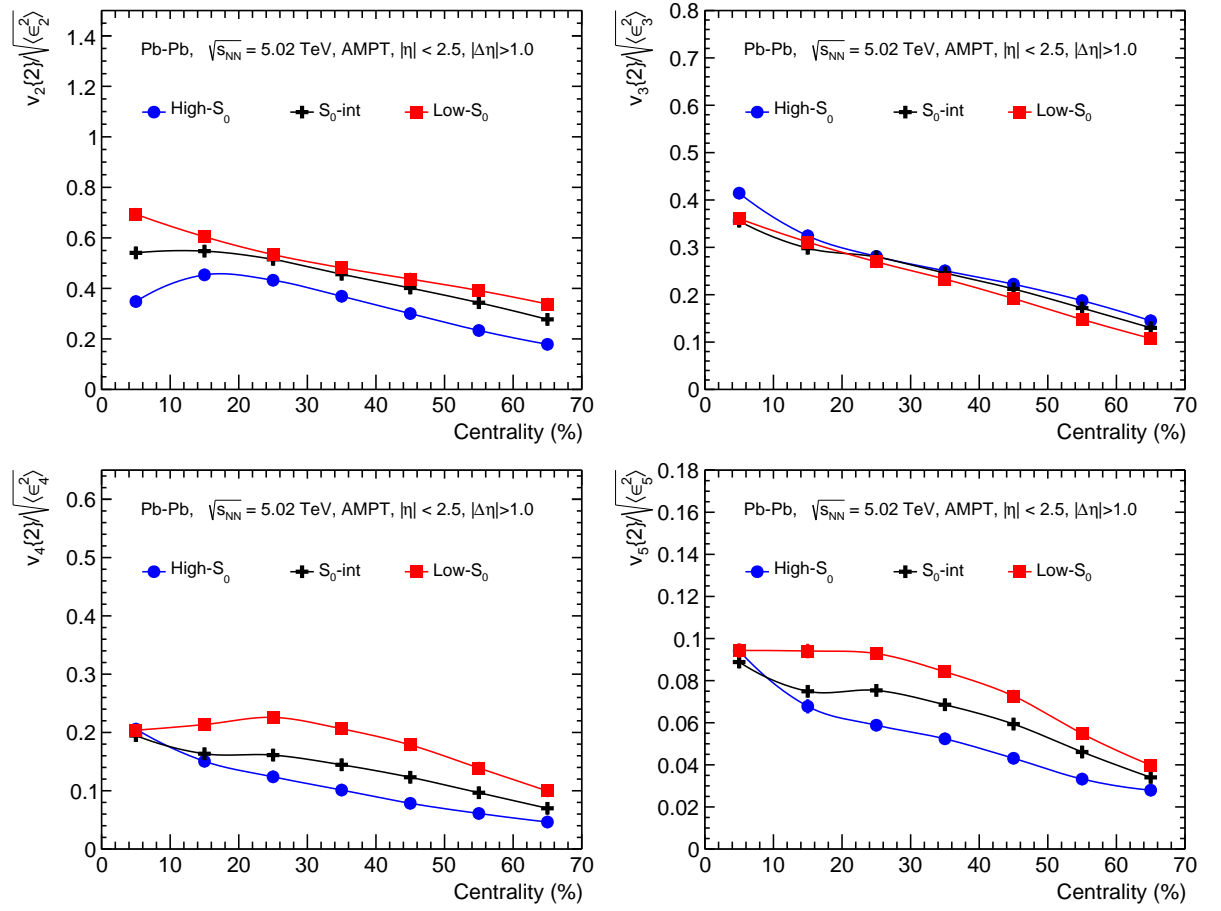 v₂{2}/√⟨ε₂²⟩
1.4
1.2
1
0.8
0.6
0.4
0.2
0
Pb-Pb, √s_NN = 5.02 TeV, AMPT, |η| < 2.5, |Δη|>1.0
High-S₀ S₀-int Low-S₀
0 10 20 30 40 50 60 70
Centrality (%)
v₃{2}/√⟨ε₃²⟩
0.8
0.7
0.6
0.5
0.4
0.3
0.2
0.1
0
Pb-Pb, √s_NN = 5.02 TeV, AMPT, |η| < 2.5, |Δη|>1.0
High-S₀ S₀-int Low-S₀
0 10 20 30 40 50 60 70
Centrality (%)
v₄{2}/√⟨ε₄²⟩
0.6
0.5
0.4
0.3
0.2
0.1
0
Pb-Pb, √s_NN = 5.02 TeV, AMPT, |η| < 2.5, |Δη|>1.0
High-S₀ S₀-int Low-S₀
0 10 20 30 40 50 60 70
Centrality (%)
v₅{2}/√⟨ε₅²⟩
0.18
0.16
0.14
0.12
0.1
0.08
0.06
0.04
0.02
0
Pb-Pb, √s_NN = 5.02 TeV, AMPT, |η| < 2.5, |Δη|>1.0
High-S₀ S₀-int Low-S₀
0 10 20 30 40 50 60 70
Centrality (%)